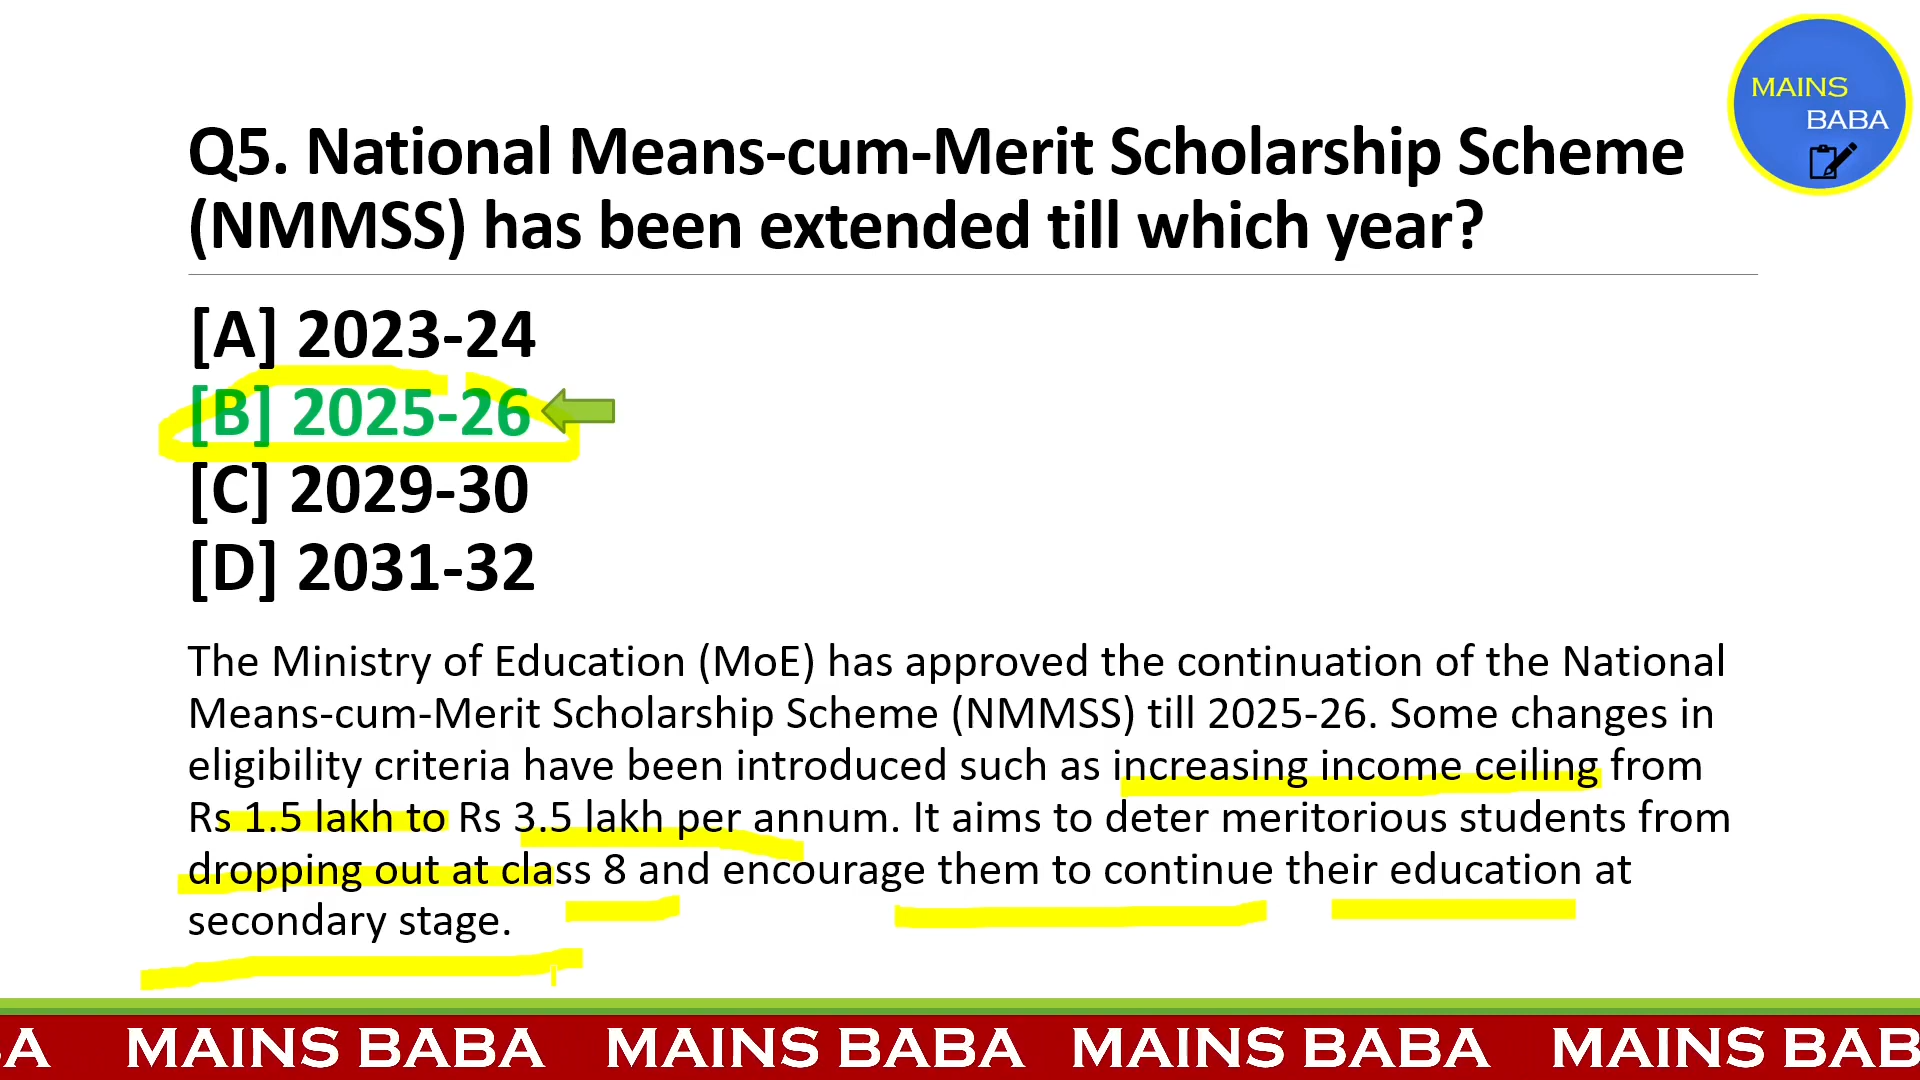 MAINS
BABA
Q5. National Means-cum-Merit Scholarship Scheme
(NMMSS) has been extended till which year?
[A] 2023-24
[B] 2025-26
[C] 2029-30
[D] 2031-32
The Ministry of Education (MoE) has approved the continuation of the National
Means-cum-Merit Scholarship Scheme (NMMSS) till 2025-26. Some changes in
eligibility criteria have been introduced such as increasing income ceiling from
Rs 1.5 lakh to Rs 3.5 lakh per annum. It aims to deter meritorious students from
dropping out at class 8 and encourage them to continue their education at
secondary stage.
A MAINS BABA MAINS BABA MAINS BABA MAINS BAB